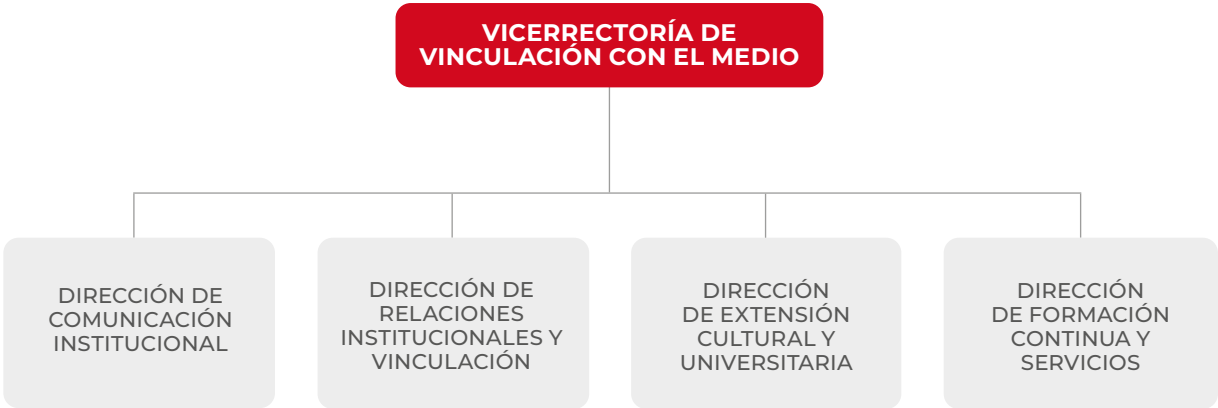 VICERRECTORÍA DE
VINCULACIÓN CON EL MEDIO
DIRECCIÓN DE
COMUNICACIÓN
INSTITUCIONAL
DIRECCIÓN DE
RELACIONES
INSTITUCIONALES Y
VINCULACIÓN
DIRECCIÓN
DE EXTENSIÓN
CULTURAL Y
UNIVERSITARIA
DIRECCIÓN
DE FORMACIÓN
CONTINUA Y
SERVICIOS